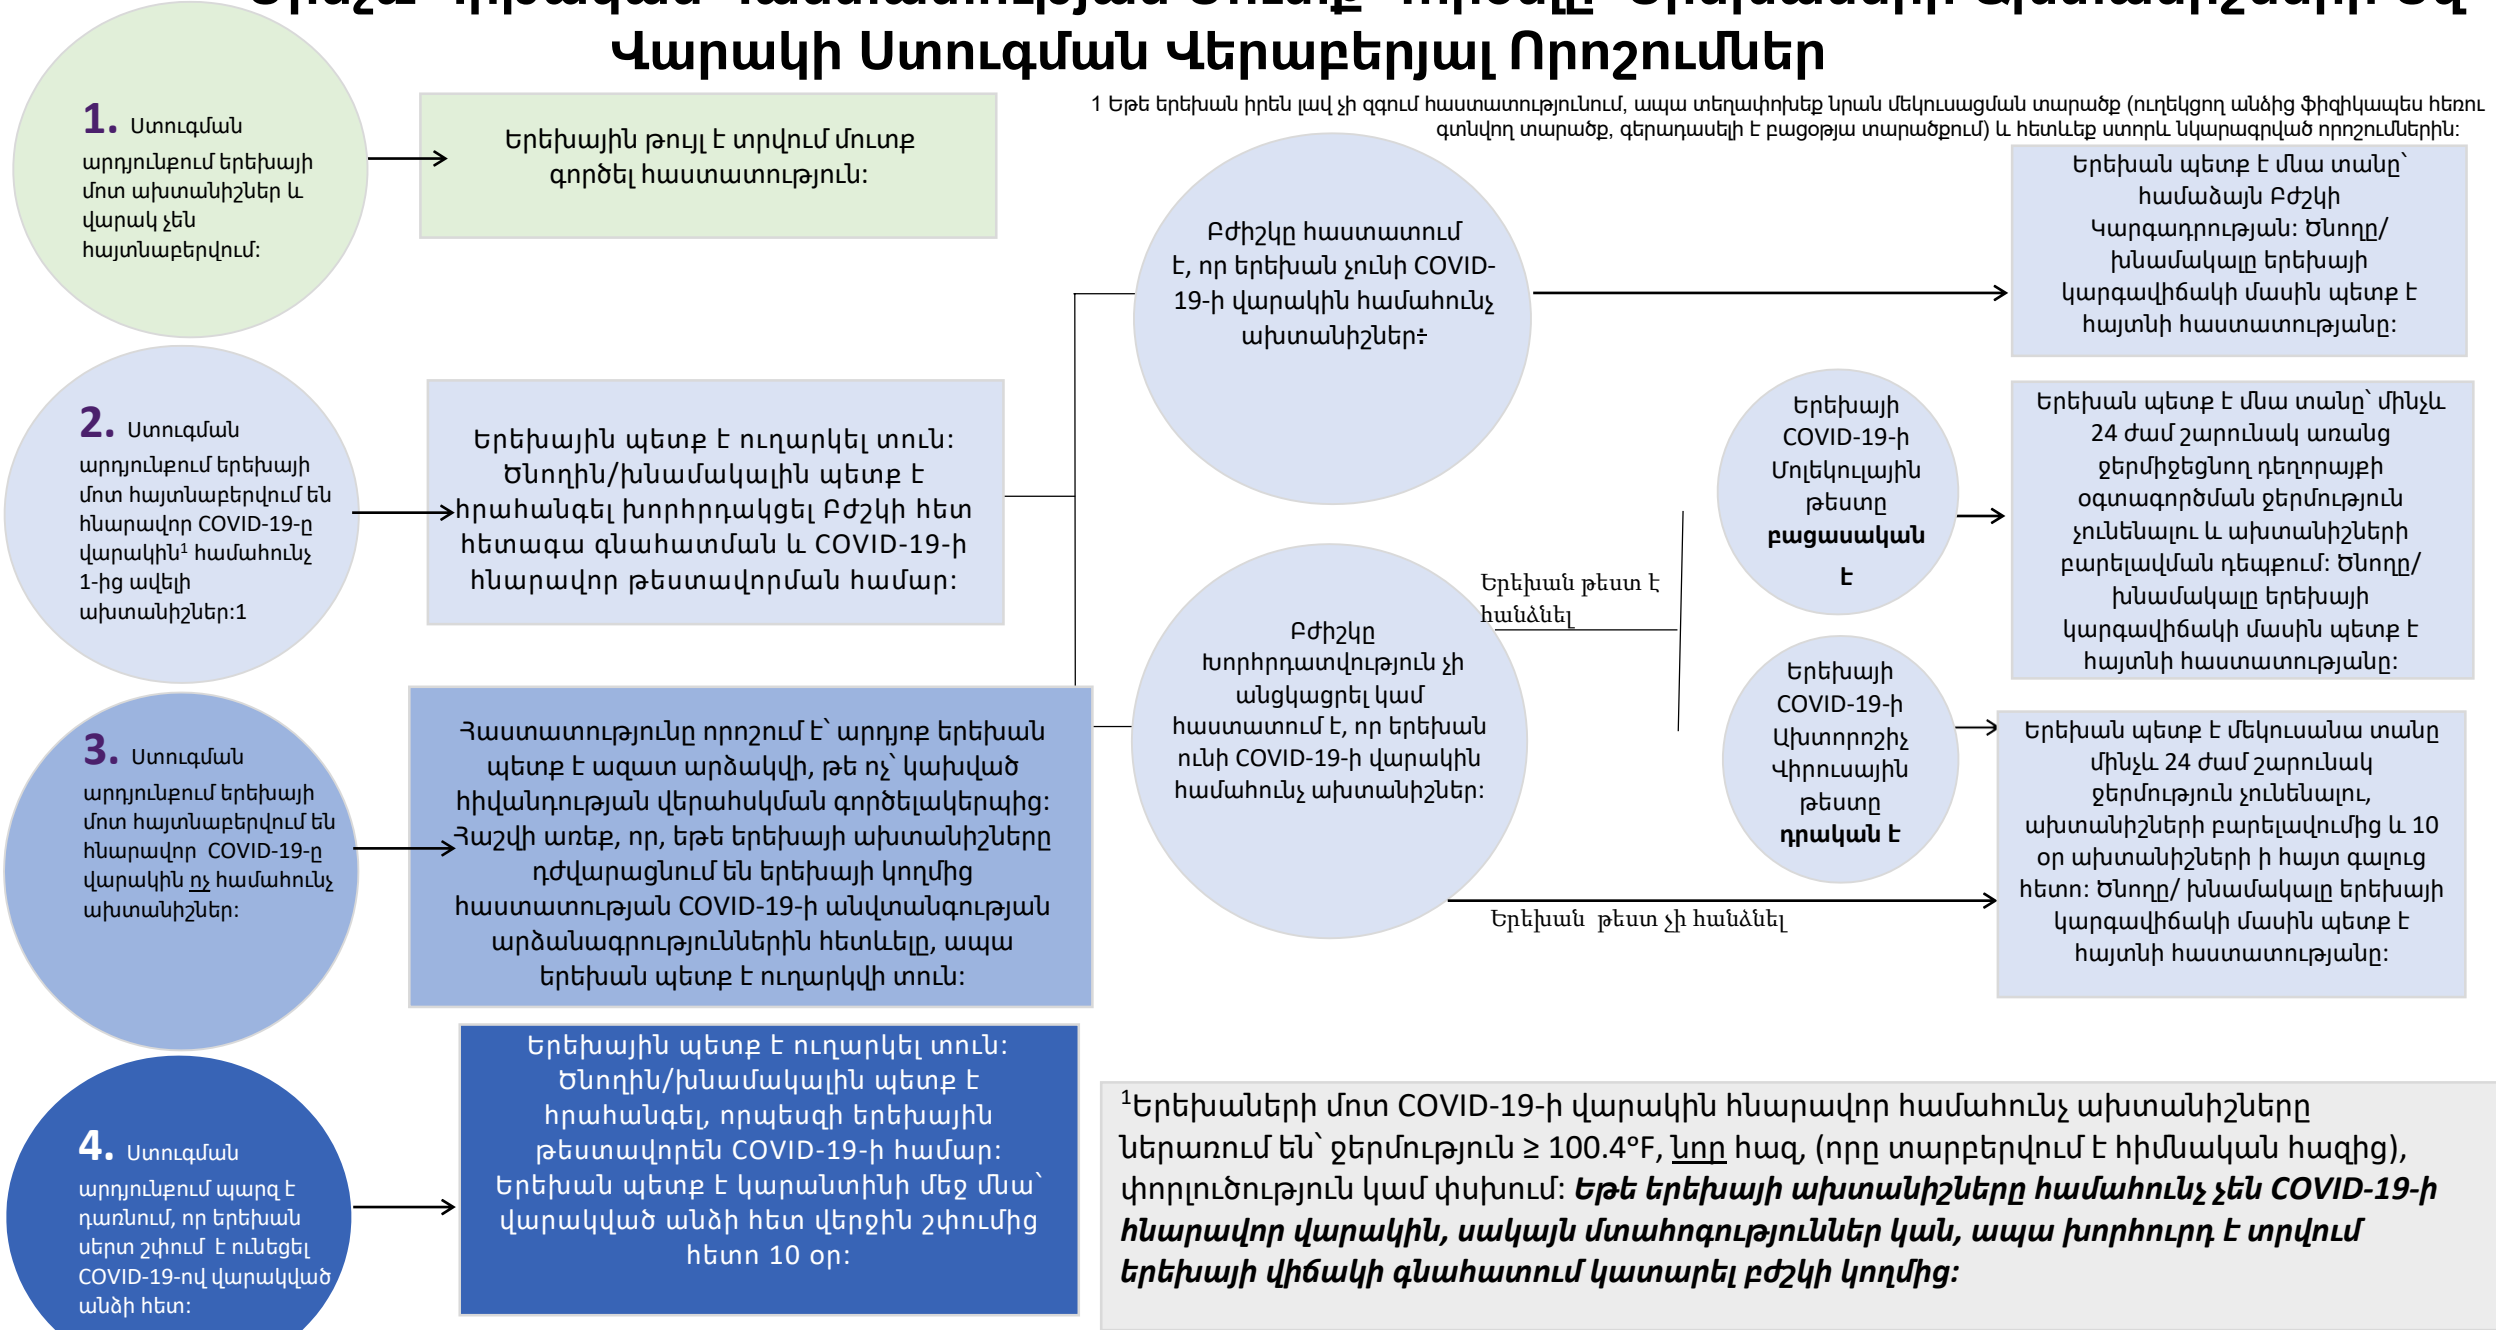 Վարակի Ստուգման Վերաբերյալ Որոշումներ
1 Եթե երեխան իրեն լավ չի զգում հաստատությունում, ապա տեղափոխեք նրան մեկուսացման տարածք (ուղեկցող անձից ֆիզիկապես հեռու
գտնվող տարածք, գերադասելի է բացօթյա տարածքում) և հետևեք ստորև նկարագրված որոշումներին:
1. Ստուգման
արդյունքում երեխայի
մոտ ախտանիշներ և
վարակ չեն
հայտնաբերվում:
Երեխային թույլ է տրվում մուտք
գործել հաստատություն:
2. Ստուգման
արդյունքում երեխայի
մոտ հայտնաբերվում են
հնարավոր COVID-19-ը
վարակին¹ համահունչ
1-ից ավելի
ախտանիշներ:1
Երեխային պետք է ուղարկել տուն:
Ծնողին/խնամակալին պետք է
հրահանգել խորհրդակցել Բժշկի հետ
հետագա գնահատման և COVID-19-ի
հնարավոր թեստավորման համար:
3. Ստուգման
արդյունքում երեխայի
մոտ հայտնաբերվում են
հնարավոր COVID-19-ը
վարակին ոչ համահունչ
ախտանիշներ:
Հաստատությունը որոշում է՝ արդյոք երեխան
պետք է ազատ արձակվի, թե ոչ՝ կախված
հիվանդության վերահսկման գործելակերպից:
Հաշվի առեք, որ, եթե երեխայի ախտանիշները
դժվարացնում են երեխայի կողմից
հաստատության COVID-19-ի անվտանգության
արձանագրություններին հետևելը, ապա
երեխան պետք է ուղարկվի տուն:
4. Ստուգման
արդյունքում պարզ է
դառնում, որ երեխան
սերտ շփում է ունեցել
COVID-19-ով վարակված
անձի հետ:
Երեխային պետք է ուղարկել տուն:
Ծնողին/խնամակալին պետք է
հրահանգել, որպեսզի երեխային
թեստավորեն COVID-19-ի համար:
Երեխան պետք է կարանտինի մեջ մնա՝
վարակված անձի հետ վերջին շփումից
հետո 10 օր:
Բժիշկը հաստատում
է, որ երեխան չունի COVID-
19-ի վարակին համահունչ
ախտանիշներ:
Երեխան պետք է մնա տանը՝
համաձայն Բժշկի
Կարգադրության: Ծնողը/
խնամակալը երեխայի
կարգավիճակի մասին պետք է
հայտնի հաստատությանը:
Բժիշկը
Խորհրդատվություն չի
անցկացրել կամ
հաստատում է, որ երեխան
ունի COVID-19-ի վարակին
համահունչ ախտանիշներ:
Երեխան թեստ է
հանձնել
Երեխայի
COVID-19-ի
Մոլեկուլային
թեստը
բացասական
է
Երեխան պետք է մնա տանը՝ մինչև
24 ժամ շարունակ առանց
ջերմիջեցնող դեղորայքի
օգտագործման ջերմություն
չունենալու և ախտանիշների
բարելավման դեպքում: Ծնողը/
խնամակալը երեխայի
կարգավիճակի մասին պետք է
հայտնի հաստատությանը:
Երեխայի
COVID-19-ի
Ախտորոշիչ
Վիրուսային
թեստը
դրական է
Երեխան պետք է մեկուսանա տանը
մինչև 24 ժամ շարունակ
ջերմություն չունենալու,
ախտանիշների բարելավումից և 10
օր ախտանիշների ի հայտ գալուց
հետո: Ծնողը/ խնամակալը երեխայի
կարգավիճակի մասին պետք է
հայտնի հաստատությանը:
Երեխան թեստ չի հանձնել
¹Երեխաների մոտ COVID-19-ի վարակին հնարավոր համահունչ ախտանիշները
ներառում են՝ ջերմություն ≥ 100.4°F, նոր հազ, (որը տարբերվում է հիմնական հազից),
փորլուծություն կամ փսխում: Եթե երեխայի ախտանիշները համահունչ չեն COVID-19-ի
հնարավոր վարակին, սակայն մտահոգություններ կան, ապա խորհուրդ է տրվում
երեխայի վիճակի գնահատում կատարել բժշկի կողմից: